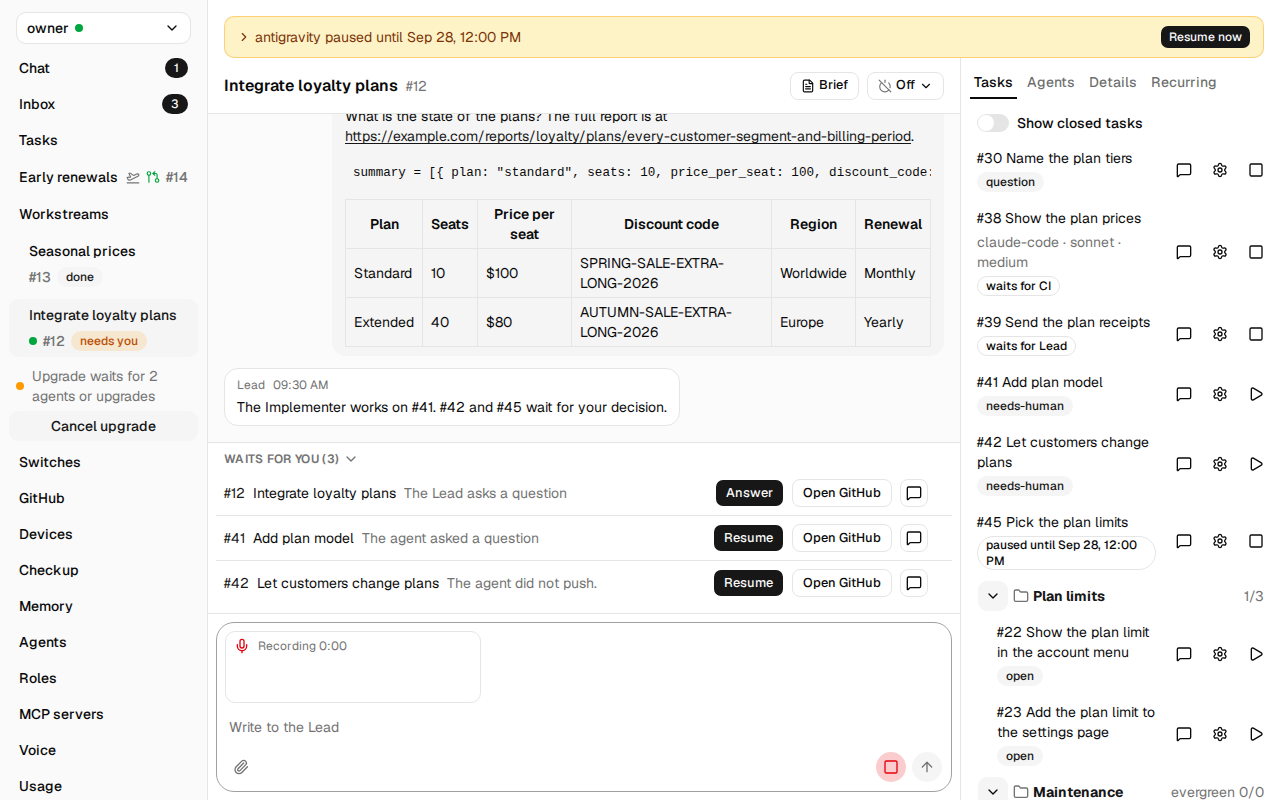 owner
Chat 1
Inbox 3
Tasks
Early renewals #14
Workstreams
Seasonal prices
#13 done
Integrate loyalty plans
#12 needs you
Upgrade waits for 2
agents or upgrades
Cancel upgrade
Switches
GitHub
Devices
Checkup
Memory
Agents
Roles
MCP servers
Voice
Usage
antigravity paused until Sep 28, 12:00 PM
Resume now
Integrate loyalty plans #12
Brief
Off
What is the state of the plans? The full report is at
https://example.com/reports/loyalty/plans/every-customer-segment-and-billing-period.
summary = [{ plan: "standard", seats: 10, price_per_seat: 100, discount_code:
Plan Seats Price per seat Discount code Region Renewal
Standard 10 $100 SPRING-SALE-EXTRA-LONG-2026 Worldwide Monthly
Extended 40 $80 AUTUMN-SALE-EXTRA-LONG-2026 Europe Yearly
Lead 09:30 AM
The Implementer works on #41. #42 and #45 wait for your decision.
WAITS FOR YOU (3)
#12 Integrate loyalty plans The Lead asks a question Answer Open GitHub
#41 Add plan model The agent asked a question Resume Open GitHub
#42 Let customers change plans The agent did not push. Resume Open GitHub
Recording 0:00
Write to the Lead
Tasks Agents Details Recurring
Show closed tasks
#30 Name the plan tiers
question
#38 Show the plan prices
claude-code · sonnet ·
medium
waits for CI
#39 Send the plan receipts
waits for Lead
#41 Add plan model
needs-human
#42 Let customers change
plans
needs-human
#45 Pick the plan limits
paused until Sep 28, 12:00
PM
Plan limits 1/3
#22 Show the plan limit
in the account menu
open
#23 Add the plan limit to
the settings page
open
Maintenance evergreen 0/0